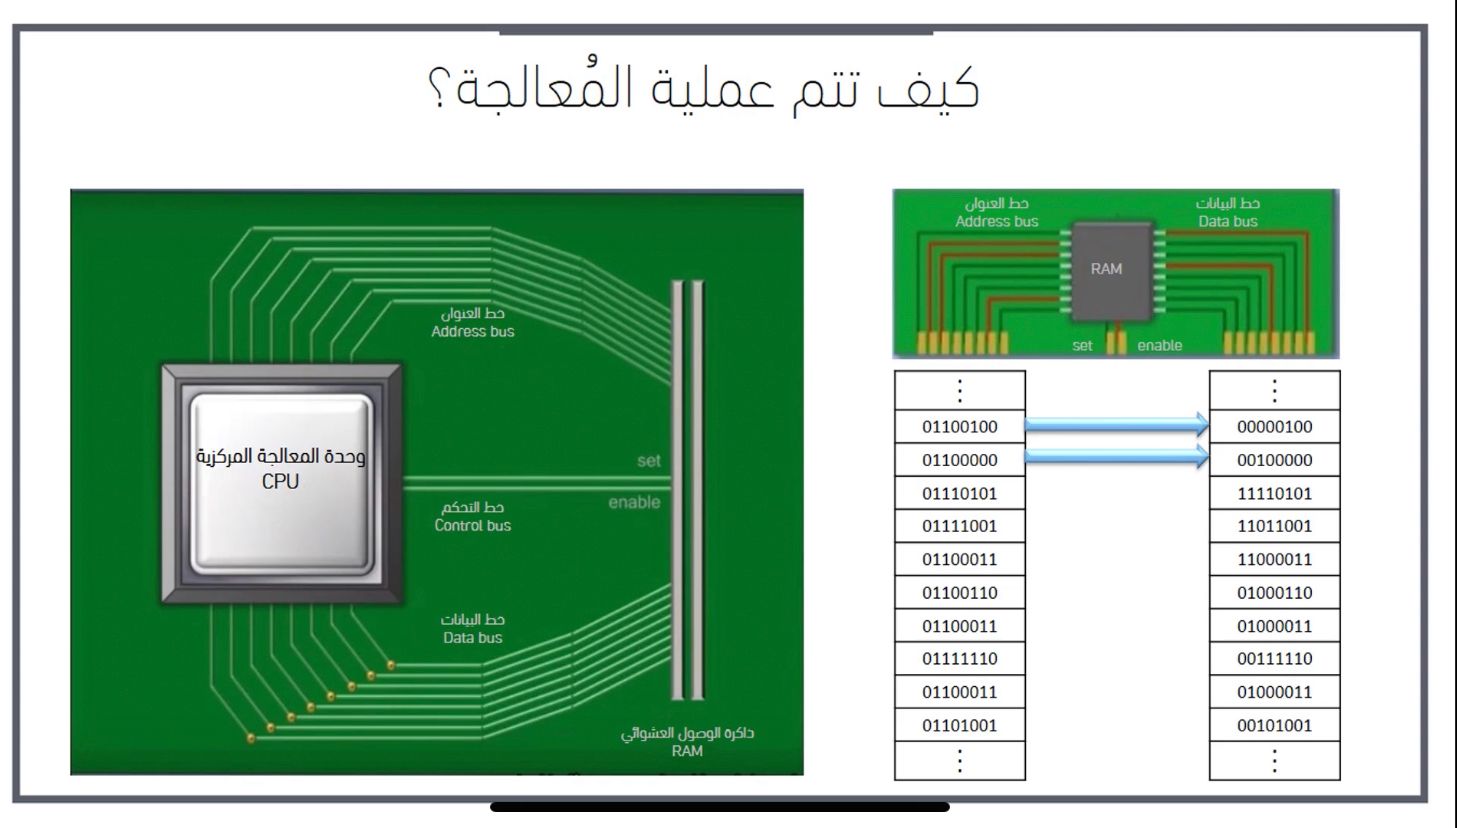 كيف تتم عملية المُعالجة؟
خط العنوان
Address bus
وحدة المعالجة المركزية
CPU
set
enable
خط التحكم
Control bus
خط البيانات
Data bus
ذاكرة الوصول العشوائي
RAM
خط العنوان
Address bus
خط البيانات
Data bus
RAM
set
enable
⋮
01100100
01100000
01110101
01111001
01100011
01100110
01100011
01111110
01100011
01101001
⋮
⋮
00000100
00100000
11110101
11011001
11000011
01000110
01000011
00111110
01000011
00101001
⋮